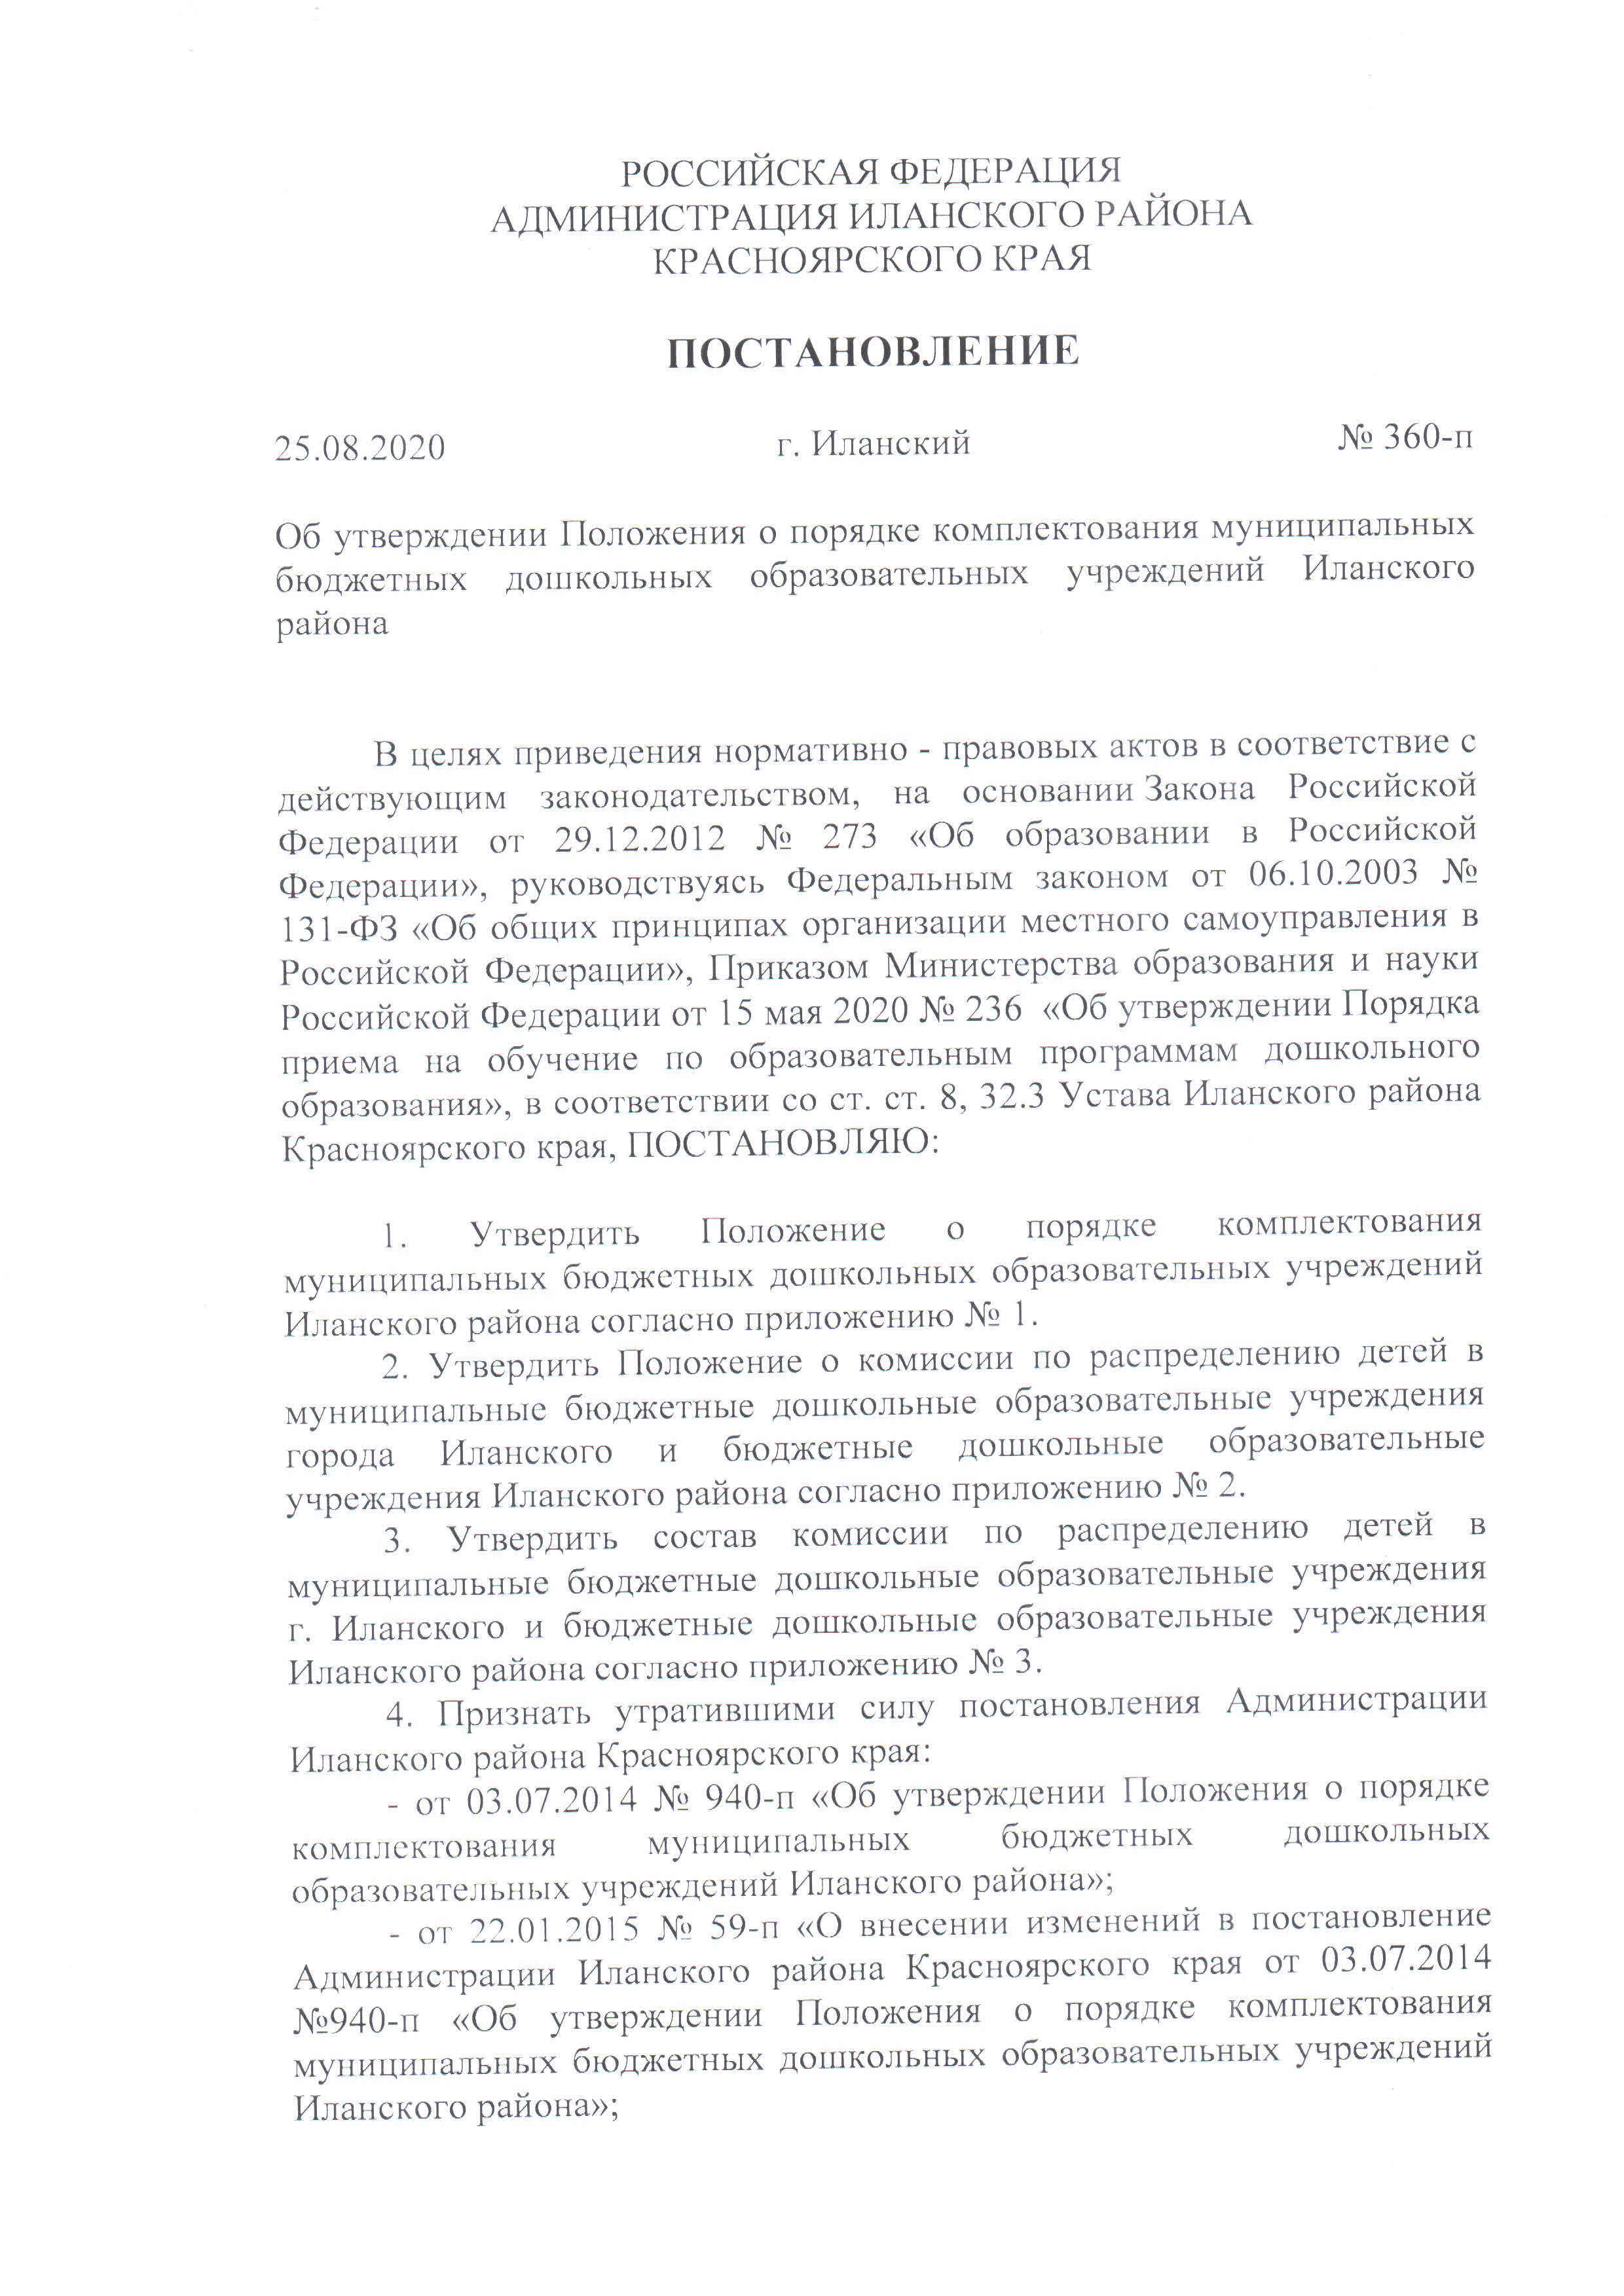 РОССИЙСКАЯ ФЕДЕРАЦИЯ
АДМИНИСТРАЦИЯ ИЛАНСКОГО РАЙОНА
КРАСНОЯРСКОГО КРАЯ
ПОСТАНОВЛЕНИЕ
25.08.2020 г. Иланский № 360-п
Об утверждении Положения о порядке комплектования муниципальных
бюджетных дошкольных образовательных учреждений Иланского
района
В целях приведения нормативно - правовых актов в соответствие с
действующим законодательством, на основании Закона Российской
Федерации от 29.12.2012 № 273 «Об образовании в Российской
Федерации», руководствуясь Федеральным законом от 06.10.2003 №
131-ФЗ «Об общих принципах организации местного самоуправления в
Российской Федерации», Приказом Министерства образования и науки
Российской Федерации от 15 мая 2020 № 236 «Об утверждении Порядка
приема на обучение по образовательным программам дошкольного
образования», в соответствии со ст. ст. 8, 32.3 Устава Иланского района
Красноярского края, ПОСТАНОВЛЯЮ:
1. Утвердить Положение о порядке комплектования
муниципальных бюджетных дошкольных образовательных учреждений
Иланского района согласно приложению № 1.
2. Утвердить Положение о комиссии по распределению детей в
муниципальные бюджетные дошкольные образовательные учреждения
города Иланского и бюджетные дошкольные образовательные
учреждения Иланского района согласно приложению № 2.
3. Утвердить состав комиссии по распределению детей в
муниципальные бюджетные дошкольные образовательные учреждения
г. Иланского и бюджетные дошкольные образовательные учреждения
Иланского района согласно приложению № 3.
4. Признать утратившими силу постановления Администрации
Иланского района Красноярского края:
- от 03.07.2014 № 940-п «Об утверждении Положения о порядке
комплектования муниципальных бюджетных дошкольных
образовательных учреждений Иланского района»;
- от 22.01.2015 № 59-п «О внесении изменений в постановление
Администрации Иланского района Красноярского края от 03.07.2014
№940-п «Об утверждении Положения о порядке комплектования
муниципальных бюджетных дошкольных образовательных учреждений
Иланского района»;